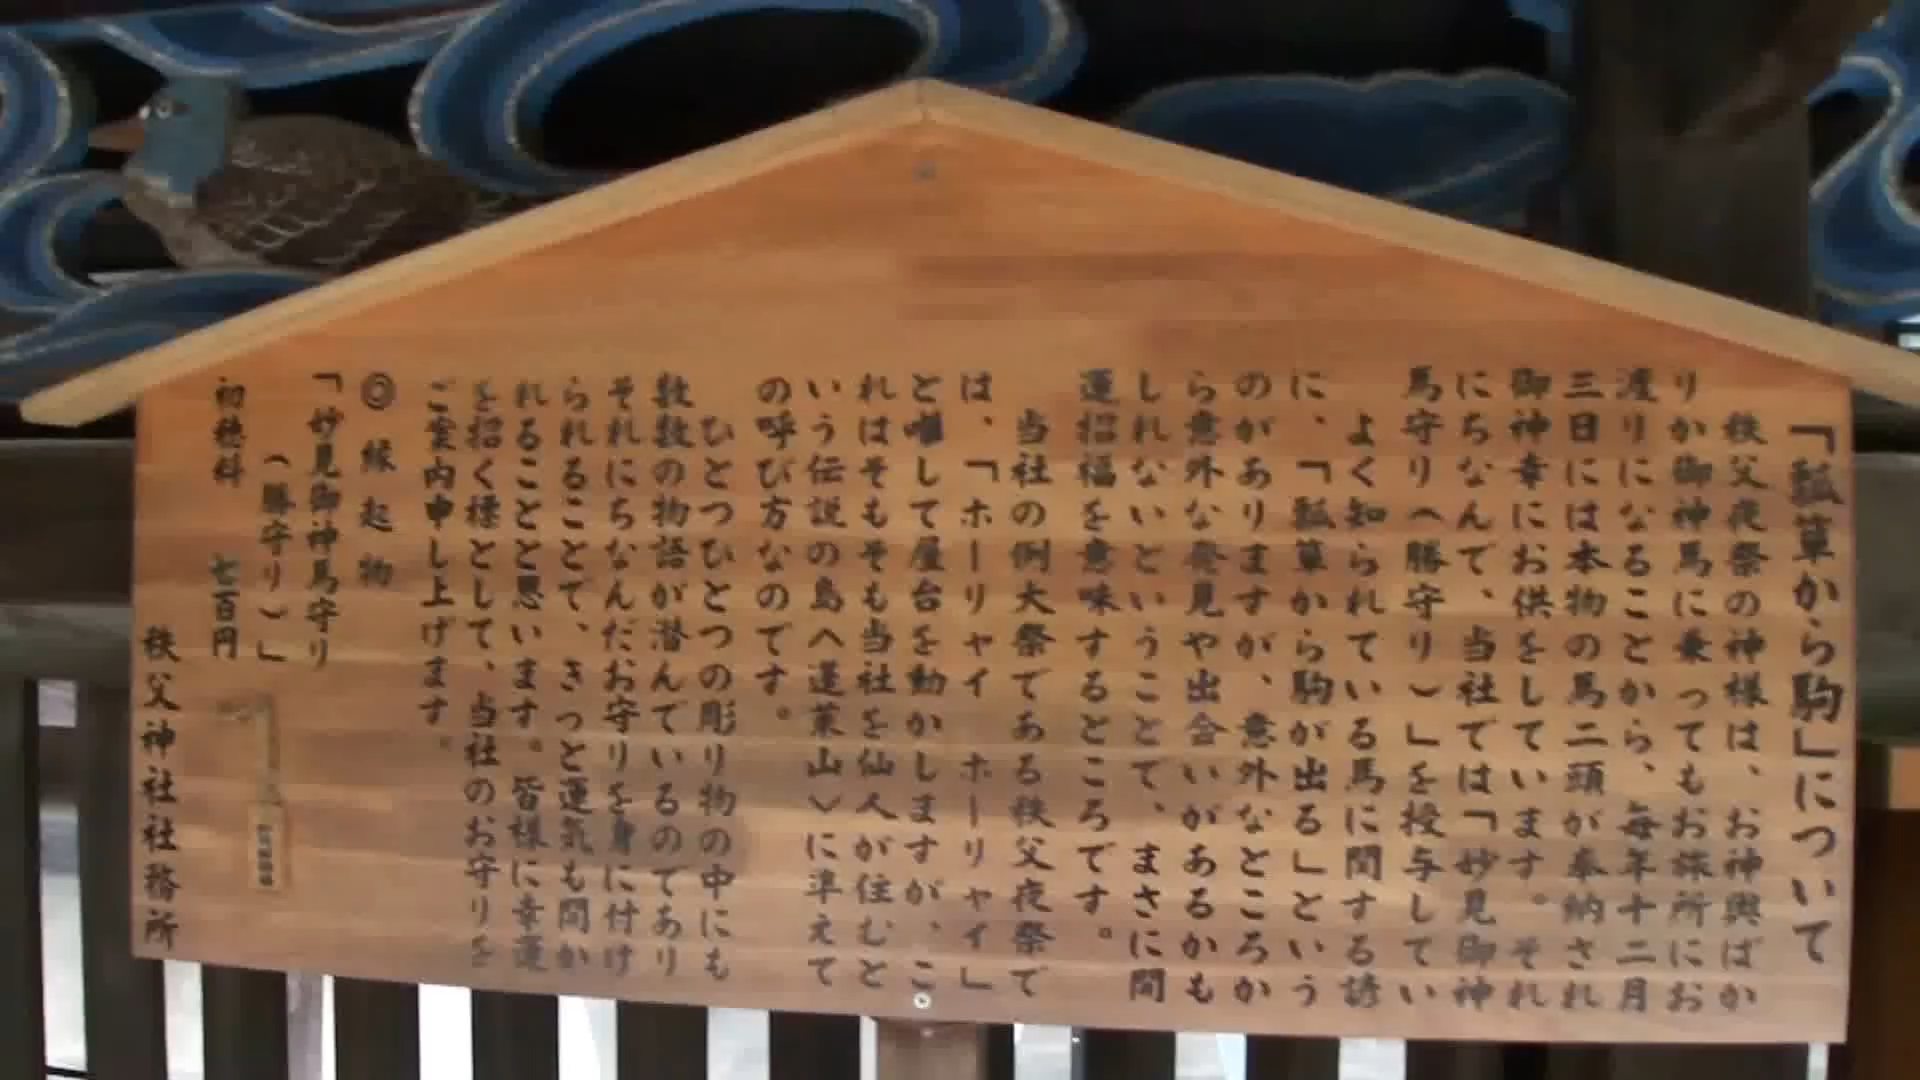 「瓢箪から駒」について
秩父夜祭の神様は、お神輿ばか
りか御神馬に乗ってもお旅所にお
渡りになることから、毎年十二月
三日には本物の馬二頭が奉納され
御神幸にお供をしています。それ
にちなんで、当社では「妙見御神
馬守り(勝守り)」を授与してい
よく知られている馬に関する諺
に、「瓢箪から駒が出る」という
のがありますが、意外なところか
ら意外な発見や出会いがあるかも
しれないということで、まさに開
運招福を意味するところです。
当社の例大祭である秩父夜祭で
は、「ホーリャイ ホーリャイ」
と囃して屋台を動かしますが、こ
れはそもそも当社を仙人が住むと
いう伝説の島へ蓬莱山〉に準えて
の呼び方なのです。
ひとつひとつの彫り物の中にも
数数の物語が潜んでいるのであり
それにちなんだお守りを身に付け
られることで、きっと運気も開か
れることと思います。皆様に幸運
を招く標として、当社のお守りを
ご案内申し上げます。
◎縁起物
「妙見御神馬守り
(勝守り)」
初穂料 七百円
秩父神社社務所